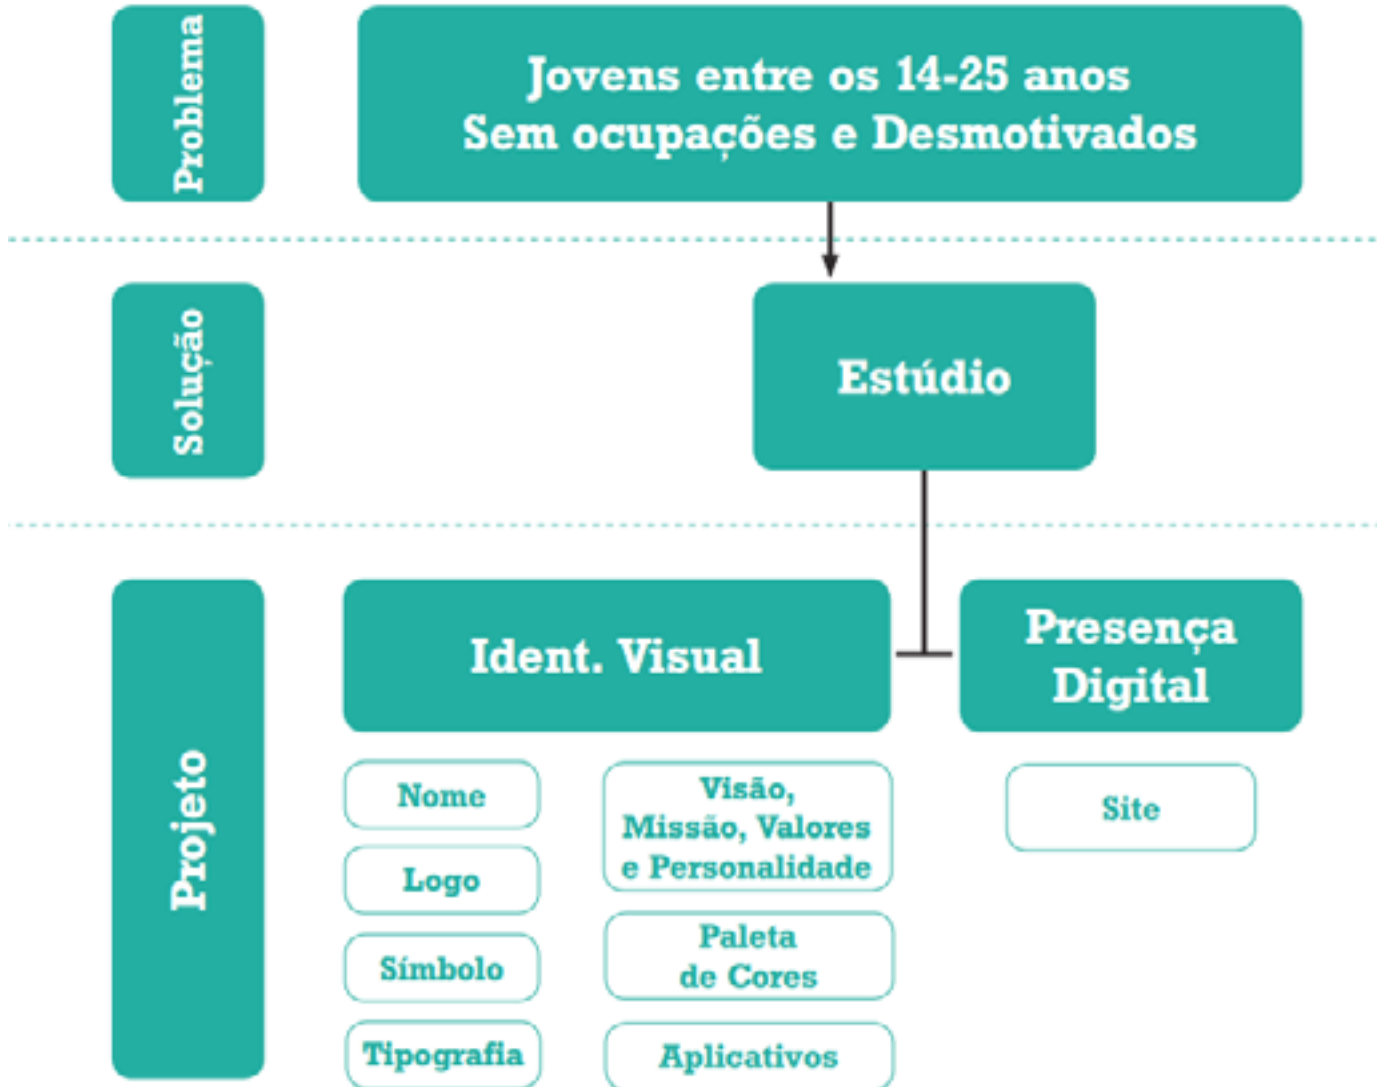 Problema
Jovens entre os 14-25 anos
Sem ocupações e Desmotivados
Solução
Estúdio
Projeto
Ident. Visual
Presença
Digital
Nome
Logo
Símbolo
Tipografia
Visão,
Missão, Valores
e Personalidade
Paleta
de Cores
Aplicativos
Site